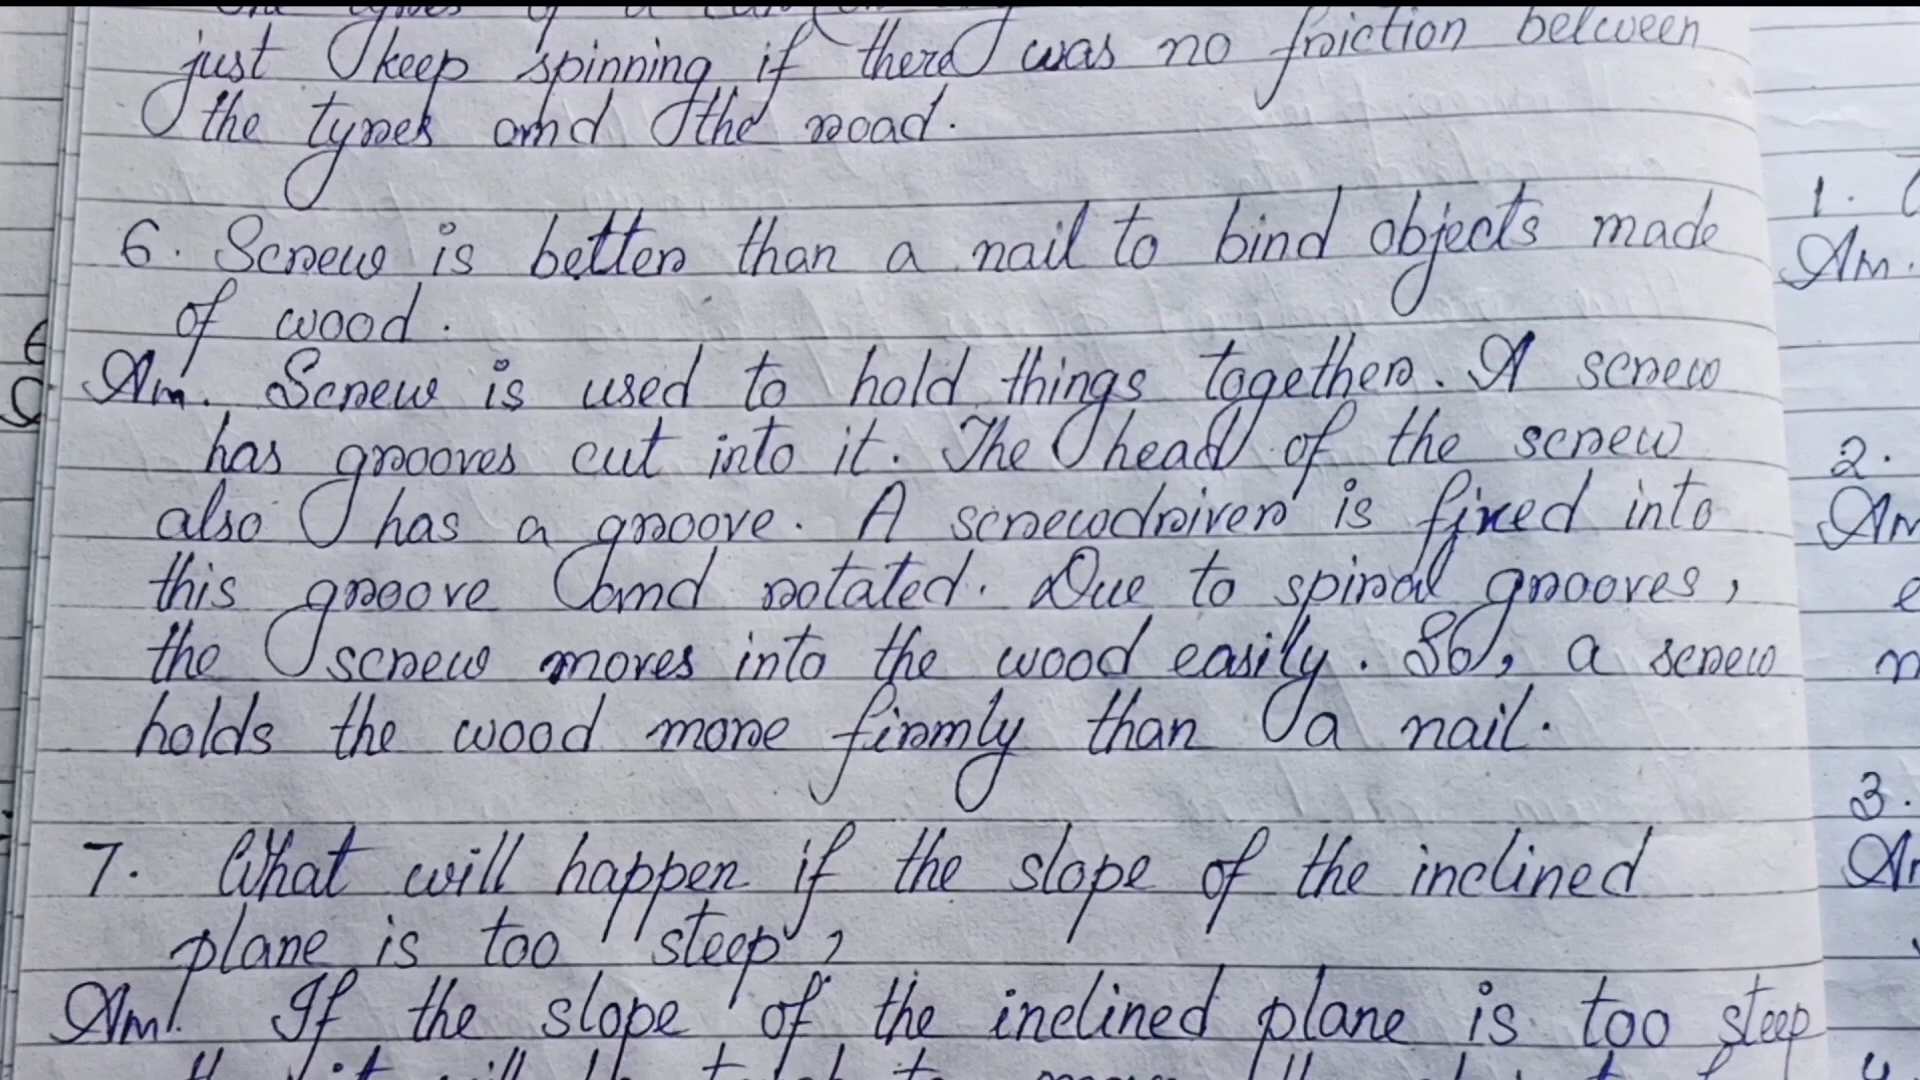 just keep spinning if there was no friction between
the tyres and the road.
6. Screw is better than a nail to bind objects made
of wood.
Ans. Screw is used to hold things together. A screw
has grooves cut into it. The head of the screw
also has a groove. A screwdriver is fixed into
this groove and rotated. Due to spiral grooves,
the screw moves into the wood easily. So, a screw
holds the wood more firmly than a nail.
7. What will happen if the slope of the inclined
plane is too steep?
Ans. If the slope of the inclined plane is too steep
1.
2.
3.